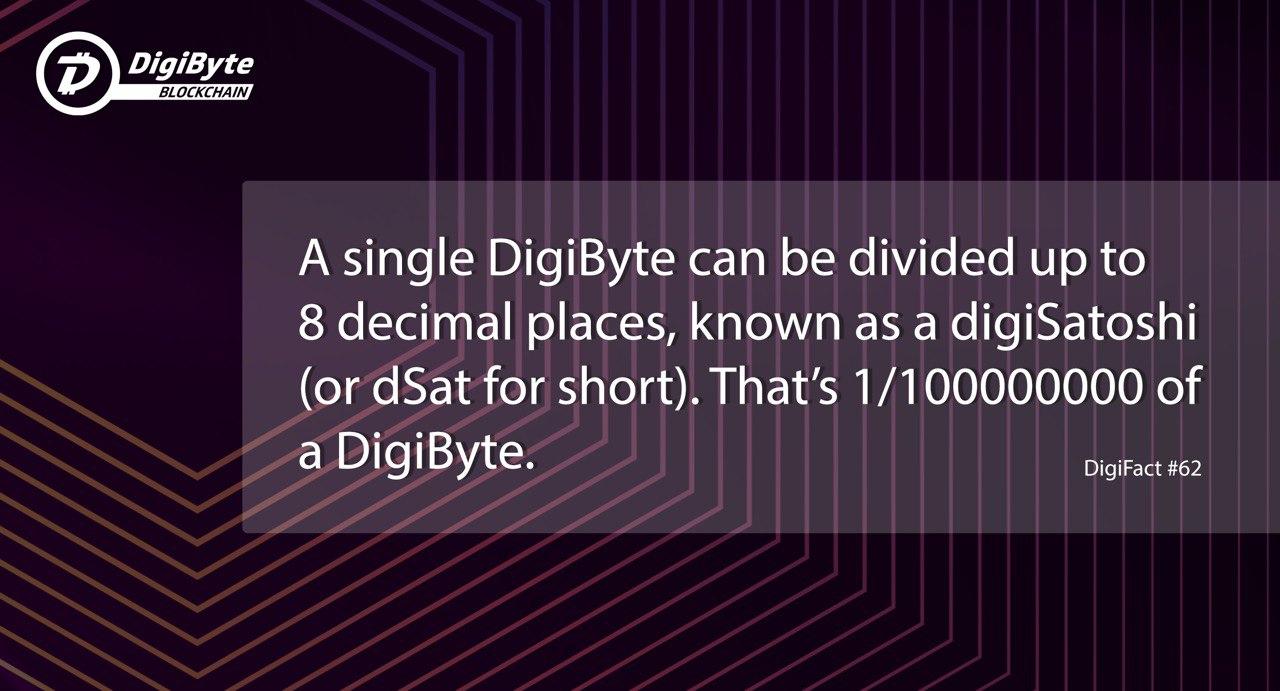 DigiByte
BLOCKCHAIN
A single DigiByte can be divided up to
8 decimal places, known as a digiSatoshi
(or dSat for short). That’s 1/100000000 of
a DigiByte.
DigiFact #62